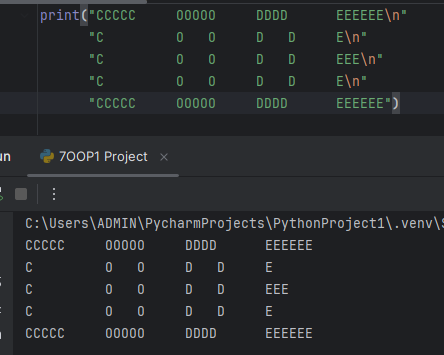 print("CCCCC     OOOOO     DDDD      EEEEEE\n"
      "C         O   O     D   D     E\n"
      "C         O   O     D   D     EEE\n"
      "C         O   O     D   D     E\n"
      "CCCCC     OOOOO     DDDD      EEEEEE")
un
7OOP1 Project ×
C:\Users\ADMIN\PycharmProjects\PythonProject1\.venv\S
CCCCC     OOOOO     DDDD      EEEEEE
C         O   O     D   D     E
C         O   O     D   D     EEE
C         O   O     D   D     E
CCCCC     OOOOO     DDDD      EEEEEE